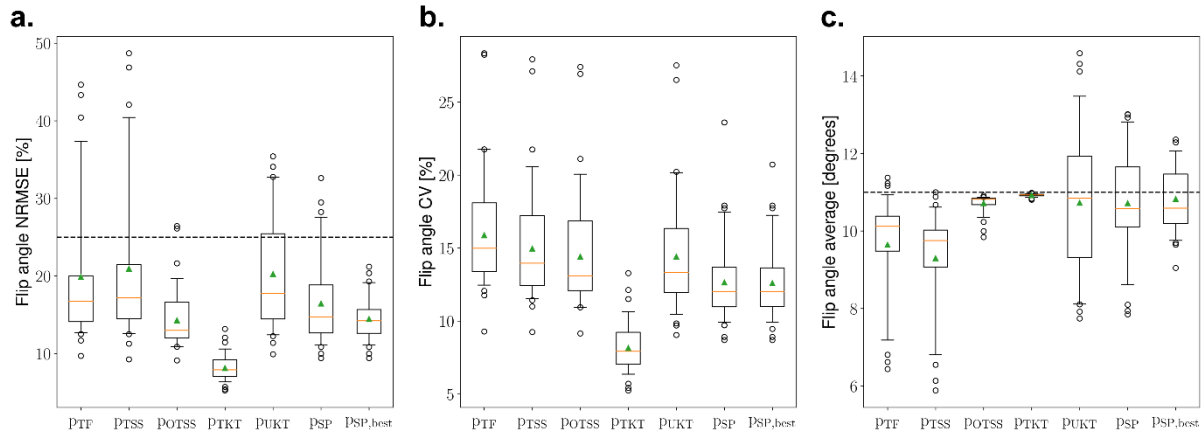 a.
Flip angle NRMSE [%]
50
40
30
20
10
pTF pTSS pOTSS pTKT pUKT pSP pSP,best
b.
Flip angle CV [%]
25
20
15
10
5
pTF pTSS pOTSS pTKT pUKT pSP pSP,best
c.
Flip angle average [degrees]
14
12
10
8
6
pTF pTSS pOTSS pTKT pUKT pSP pSP,best